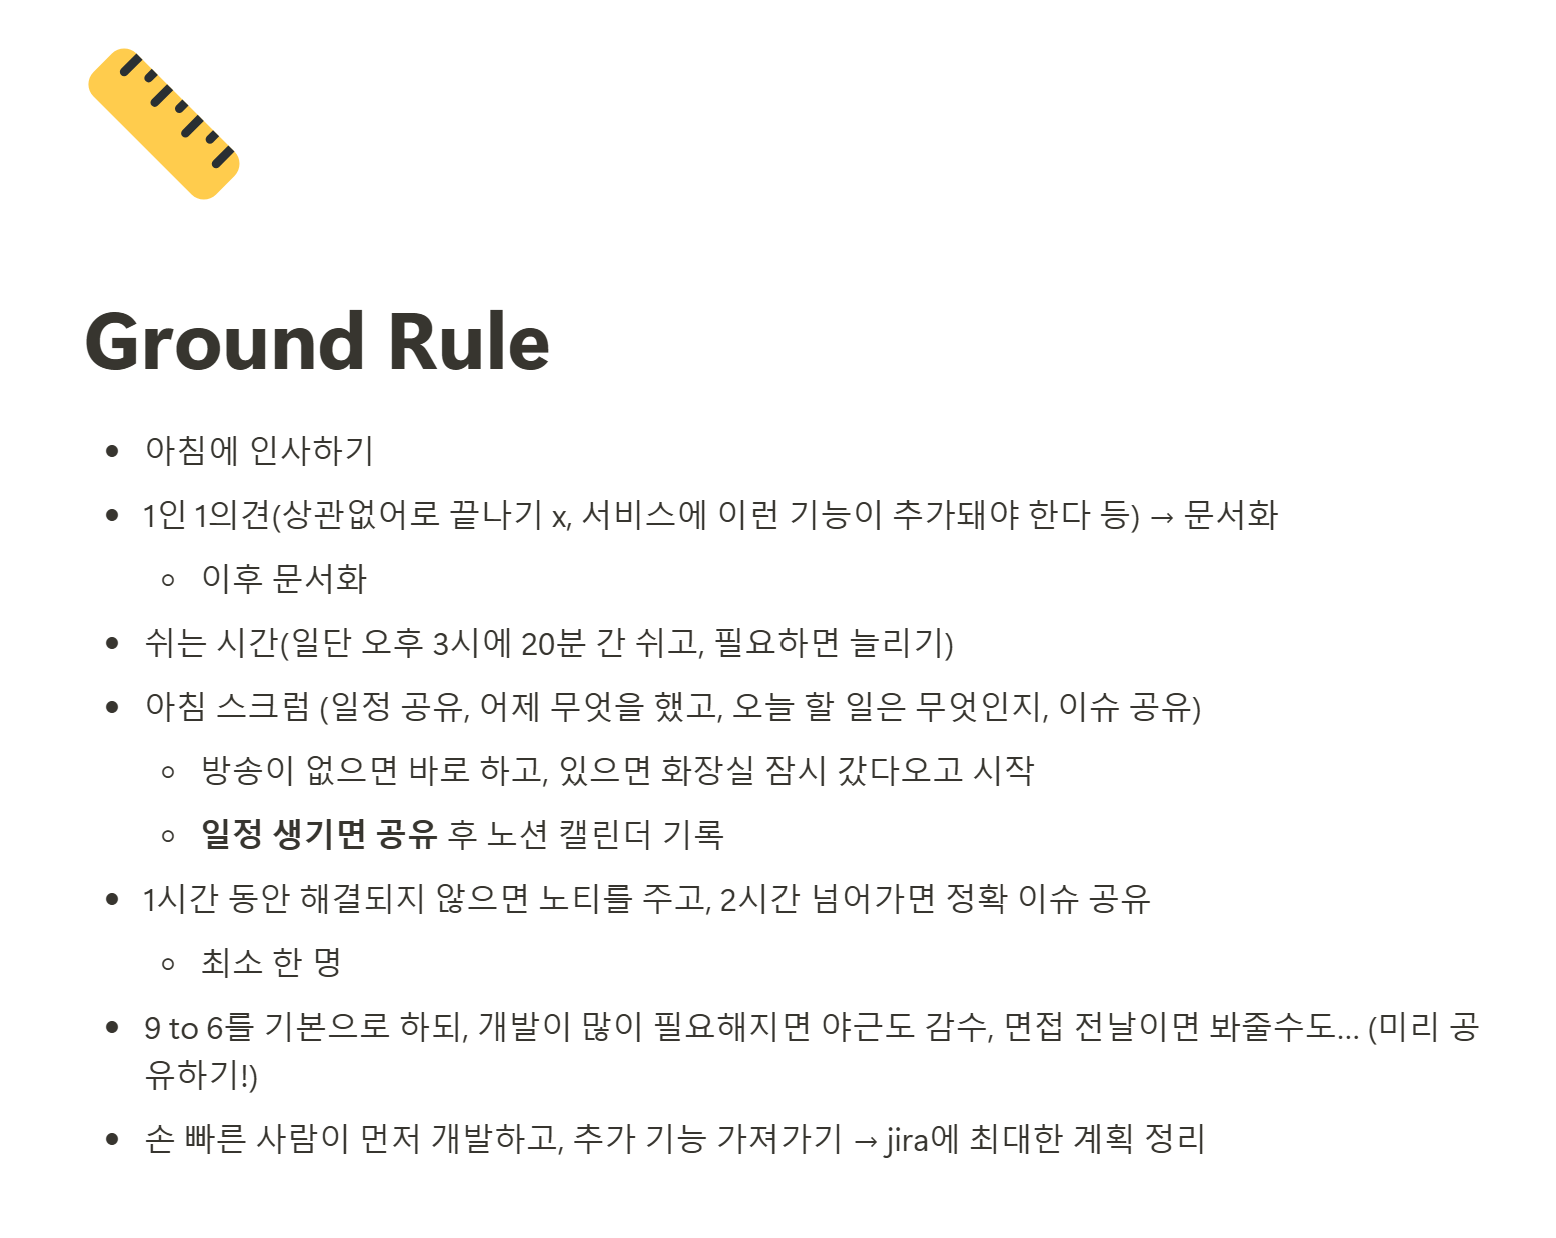 Ground Rule
• 아침에 인사하기
• 1인 1의견(상관없어로 끝나기 x, 서비스에 이런 기능이 추가돼야 한다 등) → 문서화
◦ 이후 문서화
• 쉬는 시간(일단 오후 3시에 20분 간 쉬고, 필요하면 늘리기)
• 아침 스크럼 (일정 공유, 어제 무엇을 했고, 오늘 할 일은 무엇인지, 이슈 공유)
◦ 방송이 없으면 바로 하고, 있으면 화장실 잠시 갔다오고 시작
◦ 일정 생기면 공유 후 노션 캘린더 기록
• 1시간 동안 해결되지 않으면 노티를 주고, 2시간 넘어가면 정확 이슈 공유
◦ 최소 한 명
• 9 to 6를 기본으로 하되, 개발이 많이 필요해지면 야근도 감수, 면접 전날이면 봐줄수도... (미리 공
유하기!)
• 손 빠른 사람이 먼저 개발하고, 추가 기능 가져가기 → jira에 최대한 계획 정리